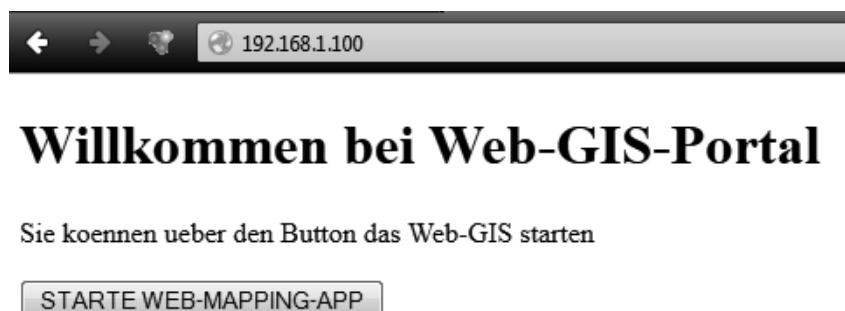 192.168.1.100
Willkommen bei Web-GIS-Portal
Sie koennen ueber den Button das Web-GIS starten
STARTE WEB-MAPPING-APP